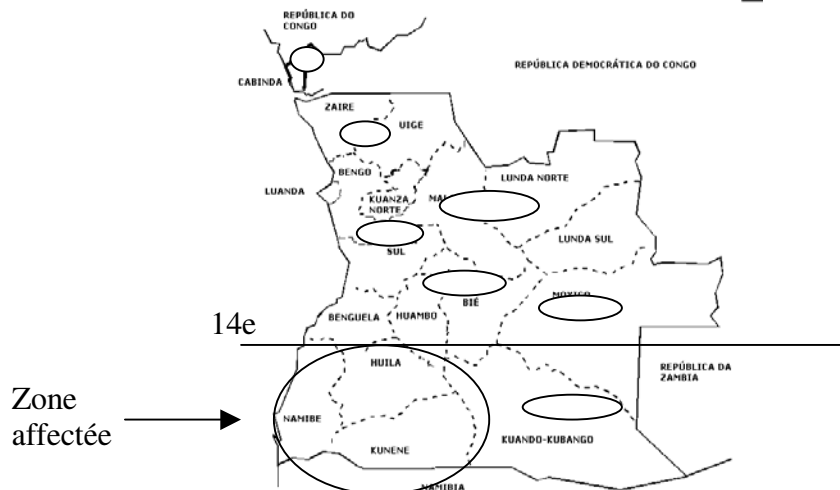 REPÚBLICA DO
CONGO
REPÚBLICA DEMOCRÁTICA DO CONGO
CABINDA
ZAIRE
UIGE
BENGO
LUNDA NORTE
LUANDA
KUANZA
NORTE
SUL
LUNDA SUL
BIÉ
BENGUELA
HUAMBO
14e
HUILA
REPÚBLICA DA
ZAMBIA
Zone
affectée
NAMIBE
KUNENE
KUANDO-KUBANGO
NAMIBIA